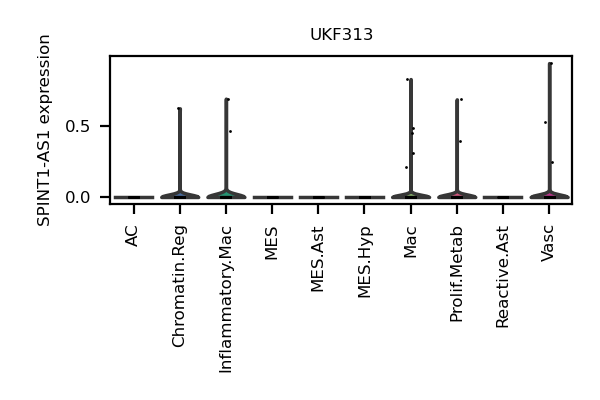 UKF313
SPINT1-AS1 expression
0.5
0.0
AC
Chromatin.Reg
Inflammatory.Mac
MES
MES.Ast
MES.Hyp
Mac
Prolif.Metab
Reactive.Ast
Vasc